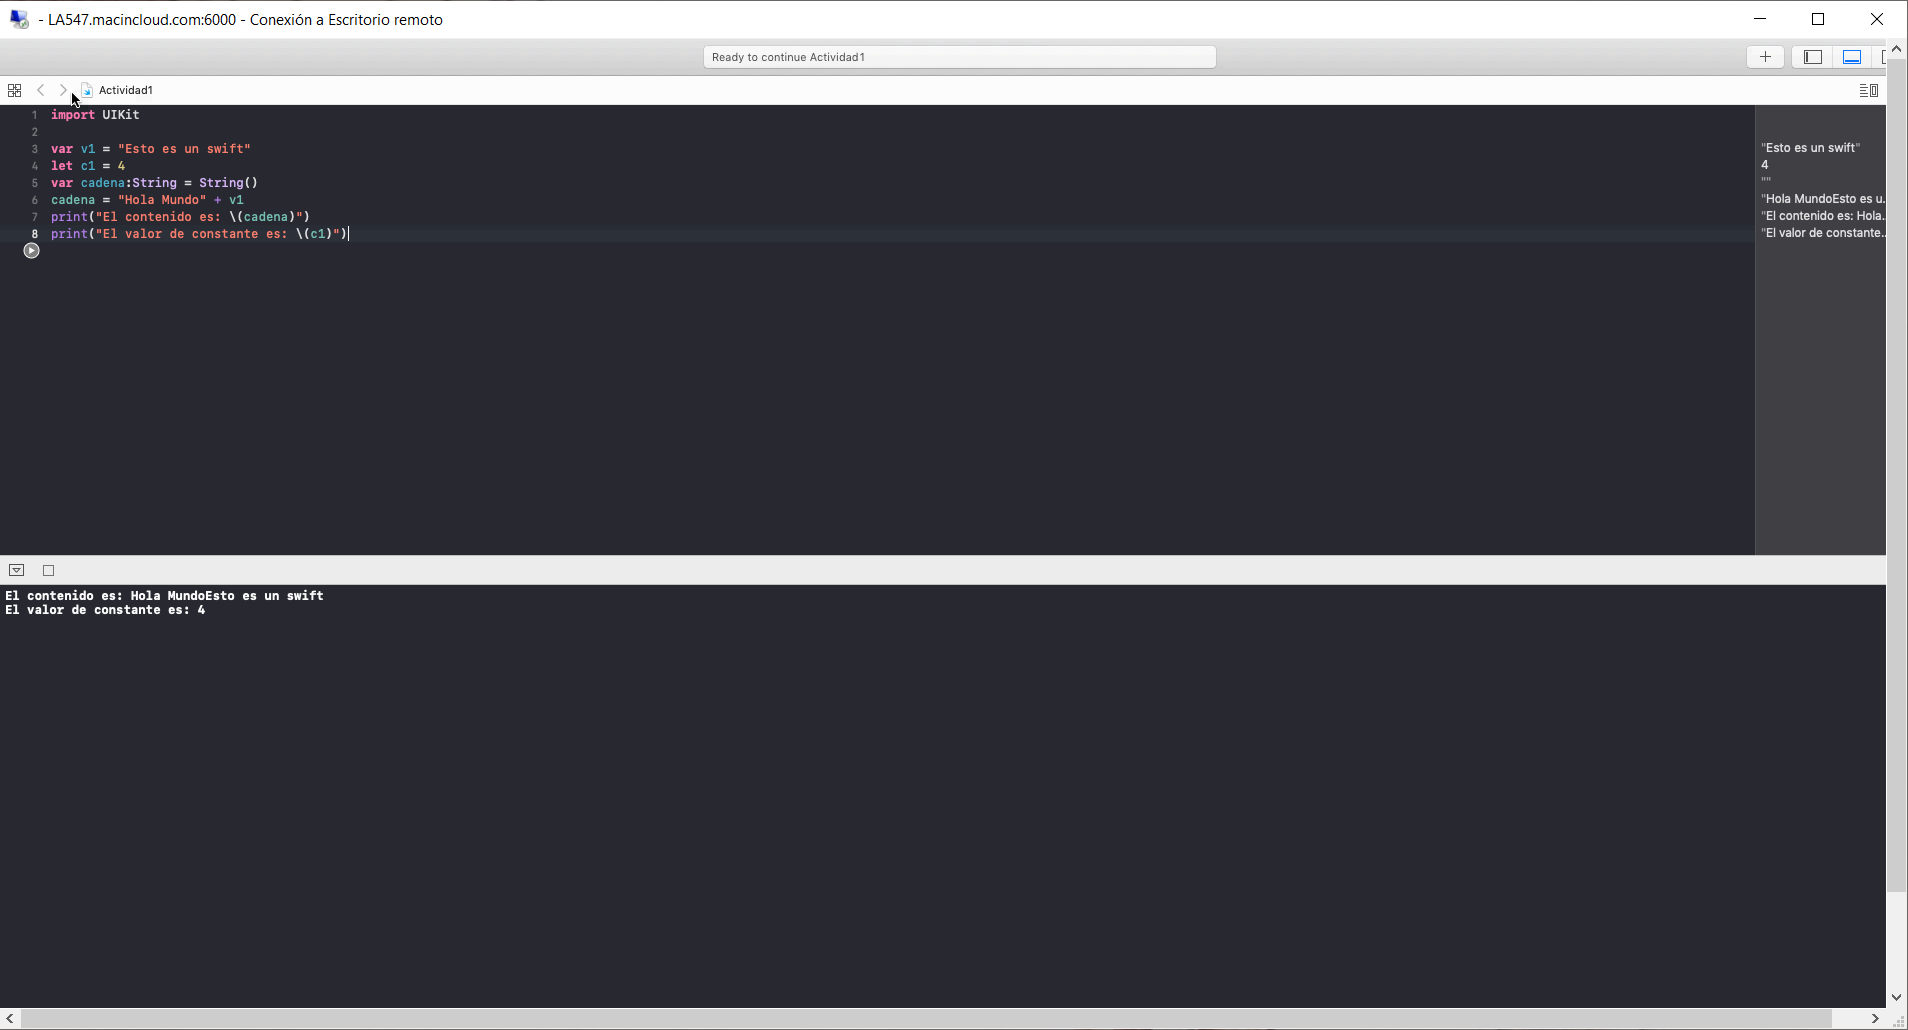 - LA547.macincloud.com:6000 - Conexión a Escritorio remoto
Ready to continue Actividad1
Actividad1
1 import UIKit
2
3 var v1 = "Esto es un swift"
4 let c1 = 4
5 var cadena:String = String()
6 cadena = "Hola Mundo" + v1
7 print("El contenido es: \(cadena)")
8 print("El valor de constante es: \(c1)")
"Esto es un swift"
4
""
"Hola MundoEsto es u...
"El contenido es: Hola...
"El valor de constante...
El contenido es: Hola MundoEsto es un swift
El valor de constante es: 4